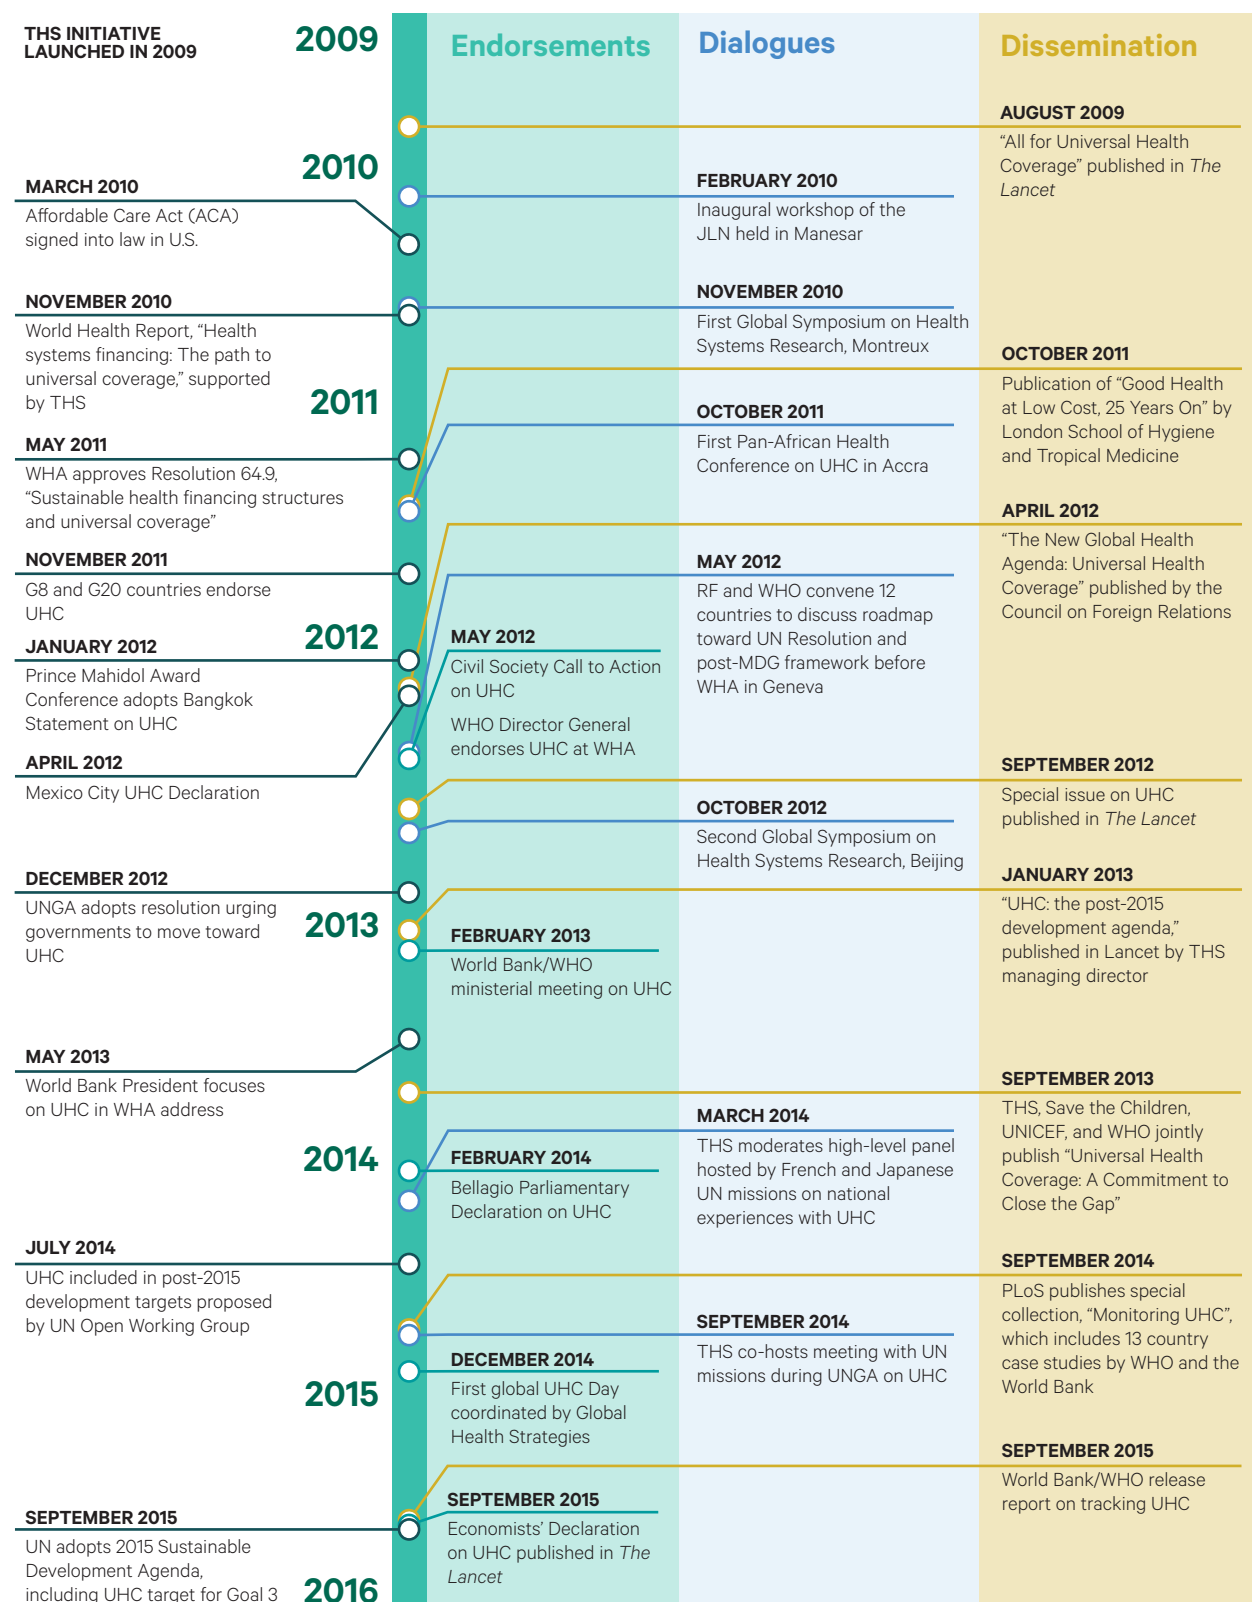 THS INITIATIVE
LAUNCHED IN 2009
2009
2010
MARCH 2010
Affordable Care Act (ACA)
signed into law in U.S.
NOVEMBER 2010
World Health Report, “Health
systems financing: The path to
universal coverage,” supported
by THS
2011
MAY 2011
WHA approves Resolution 64.9,
“Sustainable health financing structures
and universal coverage”
NOVEMBER 2011
G8 and G20 countries endorse
UHC
2012
JANUARY 2012
Prince Mahidol Award
Conference adopts Bangkok
Statement on UHC
APRIL 2012
Mexico City UHC Declaration
DECEMBER 2012
UNGA adopts resolution urging
governments to move toward
UHC
2013
MAY 2013
World Bank President focuses
on UHC in WHA address
2014
JULY 2014
UHC included in post-2015
development targets proposed
by UN Open Working Group
2015
SEPTEMBER 2015
UN adopts 2015 Sustainable
Development Agenda,
including UHC target for Goal 3
2016
Endorsements
MAY 2012
Civil Society Call to Action
on UHC
WHO Director General
endorses UHC at WHA
FEBRUARY 2013
World Bank/WHO
ministerial meeting on UHC
FEBRUARY 2014
Bellagio Parliamentary
Declaration on UHC
DECEMBER 2014
First global UHC Day
coordinated by Global
Health Strategies
SEPTEMBER 2015
Economists’ Declaration
on UHC published in The
Lancet
Dialogues
FEBRUARY 2010
Inaugural workshop of the
JLN held in Manesar
NOVEMBER 2010
First Global Symposium on Health
Systems Research, Montreux
OCTOBER 2011
First Pan-African Health
Conference on UHC in Accra
MAY 2012
RF and WHO convene 12
countries to discuss roadmap
toward UN Resolution and
post-MDG framework before
WHA in Geneva
OCTOBER 2012
Second Global Symposium on
Health Systems Research, Beijing
MARCH 2014
THS moderates high-level panel
hosted by French and Japanese
UN missions on national
experiences with UHC
SEPTEMBER 2014
THS co-hosts meeting with UN
missions during UNGA on UHC
Dissemination
AUGUST 2009
“All for Universal Health
Coverage” published in The
Lancet
OCTOBER 2011
Publication of “Good Health
at Low Cost, 25 Years On” by
London School of Hygiene
and Tropical Medicine
APRIL 2012
“The New Global Health
Agenda: Universal Health
Coverage” published by the
Council on Foreign Relations
SEPTEMBER 2012
Special issue on UHC
published in The Lancet
JANUARY 2013
“UHC: the post-2015
development agenda,”
published in Lancet by THS
managing director
SEPTEMBER 2013
THS, Save the Children,
UNICEF, and WHO jointly
publish “Universal Health
Coverage: A Commitment to
Close the Gap”
SEPTEMBER 2014
PLoS publishes special
collection, “Monitoring UHC”,
which includes 13 country
case studies by WHO and the
World Bank
SEPTEMBER 2015
World Bank/WHO release
report on tracking UHC